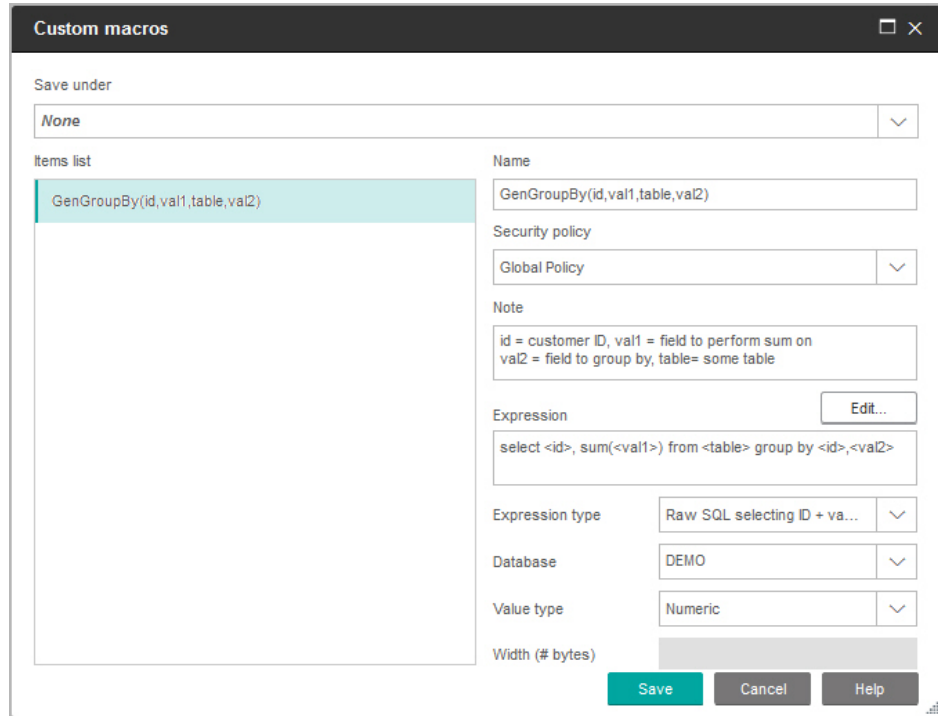 Custom macros
Save under
None
Items list
GenGroupBy(id,val1,table,val2)
Name
GenGroupBy(id,val1,table,val2)
Security policy
Global Policy
Note
id = customer ID, val1 = field to perform sum on
val2 = field to group by, table= some table
Edit...
Expression
select <id>, sum(<val1>) from <table> group by <id>,<val2>
Expression type
Raw SQL selecting ID + va...
Database
DEMO
Value type
Numeric
Width (# bytes)
Save
Cancel
Help